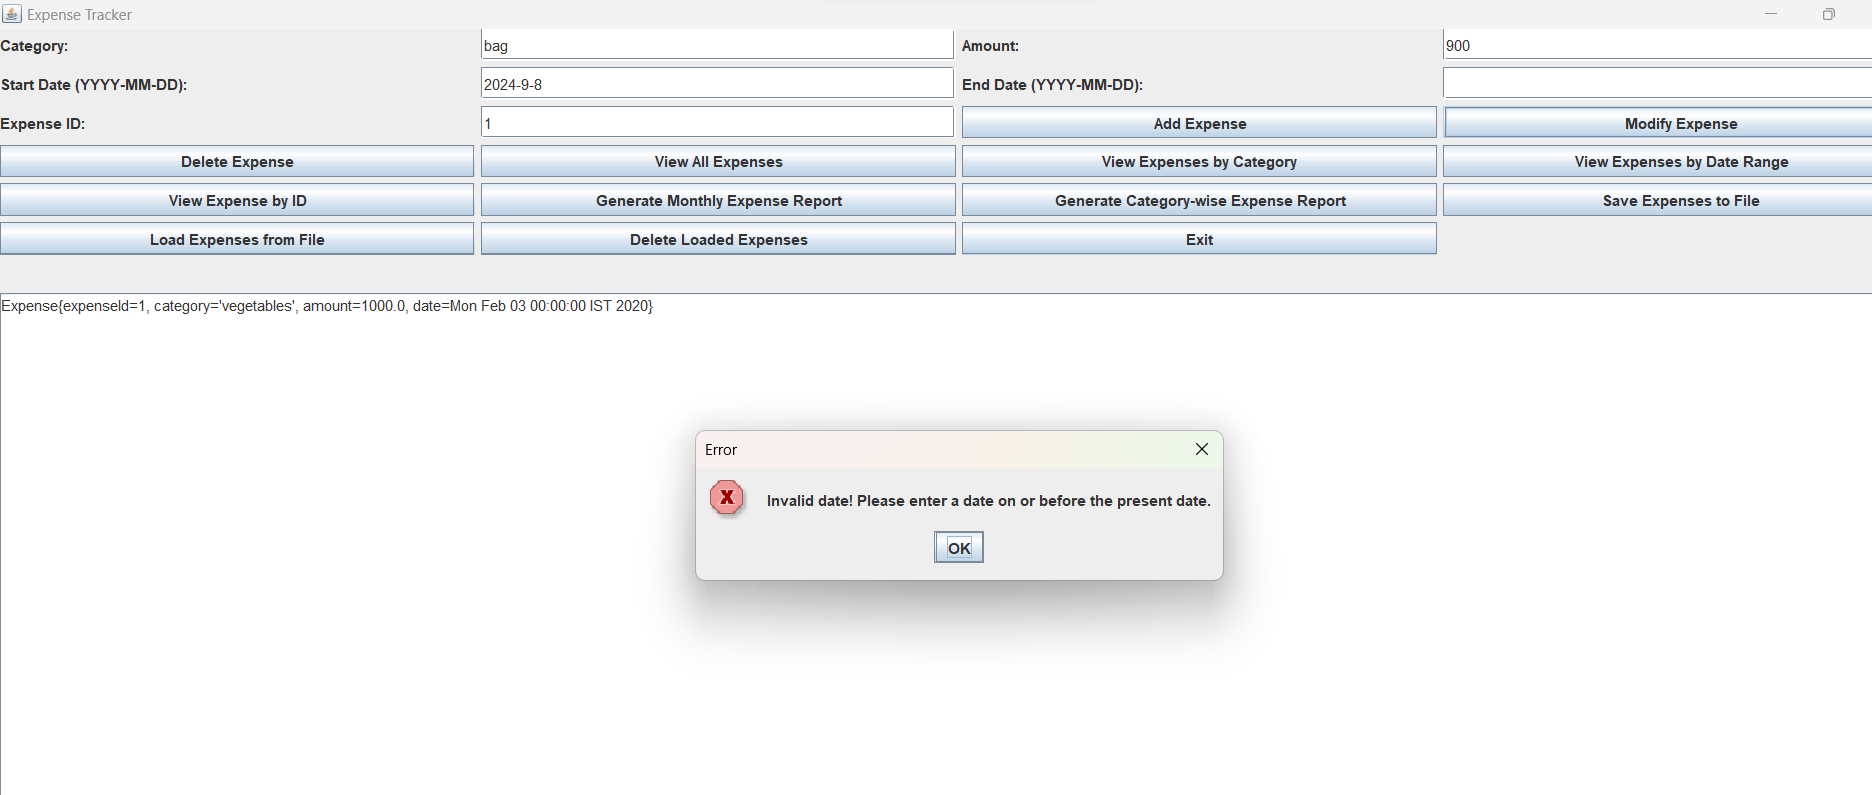 Expense Tracker
Category: bag Amount: 900
Start Date (YYYY-MM-DD): 2024-9-8 End Date (YYYY-MM-DD):
Expense ID: 1 Add Expense Modify Expense
Delete Expense View All Expenses View Expenses by Category View Expenses by Date Range
View Expense by ID Generate Monthly Expense Report Generate Category-wise Expense Report Save Expenses to File
Load Expenses from File Delete Loaded Expenses Exit
Expense{expenseId=1, category='vegetables', amount=1000.0, date=Mon Feb 03 00:00:00 IST 2020}
Error
X Invalid date! Please enter a date on or before the present date.
OK